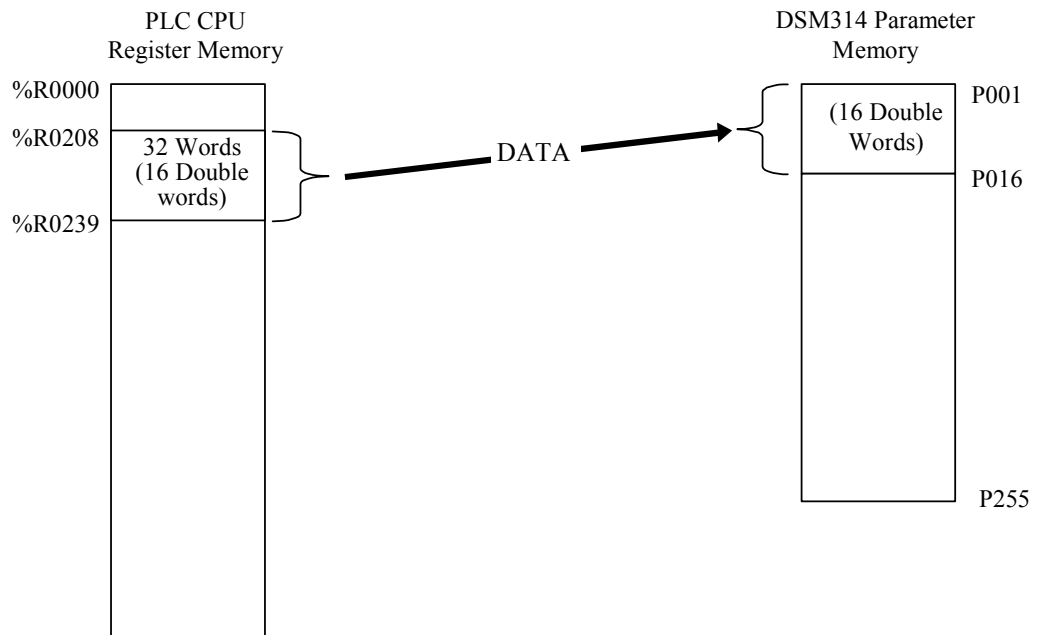 PLC CPU
Register Memory
DSM314 Parameter
Memory
%R0000
%R0208
32 Words
(16 Double
words)
%R0239
DATA
(16 Double
Words)
P001
P016
P255